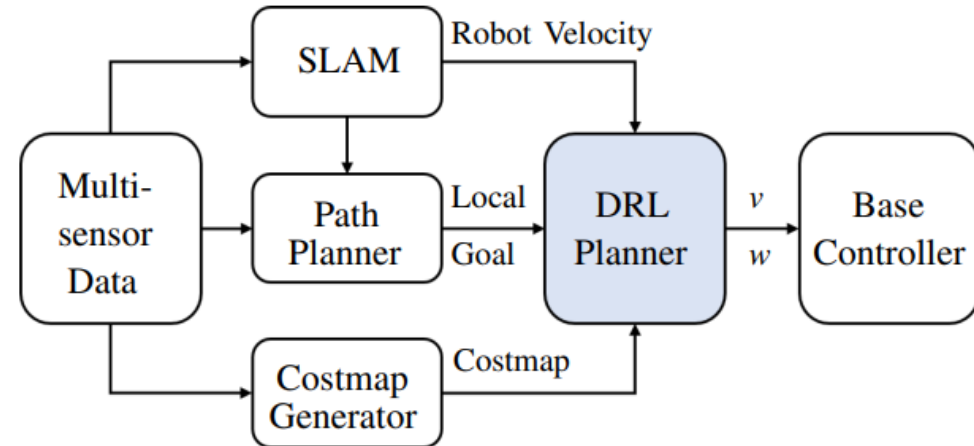 SLAM
Robot Velocity
Multi-
sensor
Data
Path
Planner
Local
Goal
DRL
Planner
v
w
Base
Controller
Costmap
Generator
Costmap